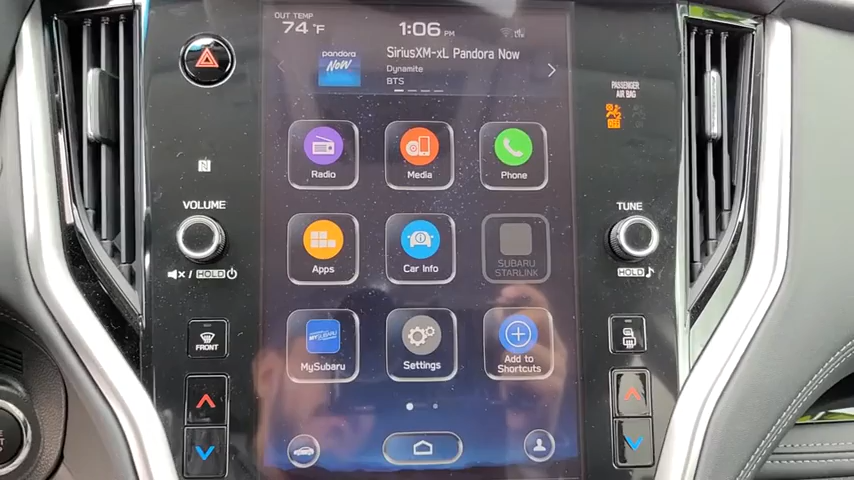 OUT TEMP
74 °F
1:06 PM
pandora
NOW
SiriusXM-xL Pandora Now
Dynamite
BTS
PASSENGER
AIR BAG
Radio
Media
Phone
VOLUME
TUNE
HOLD
HOLD
Apps
Car Info
SUBARU
STARLINK
FRONT
MYSUBARU
MySubaru
Settings
Add to
Shortcuts